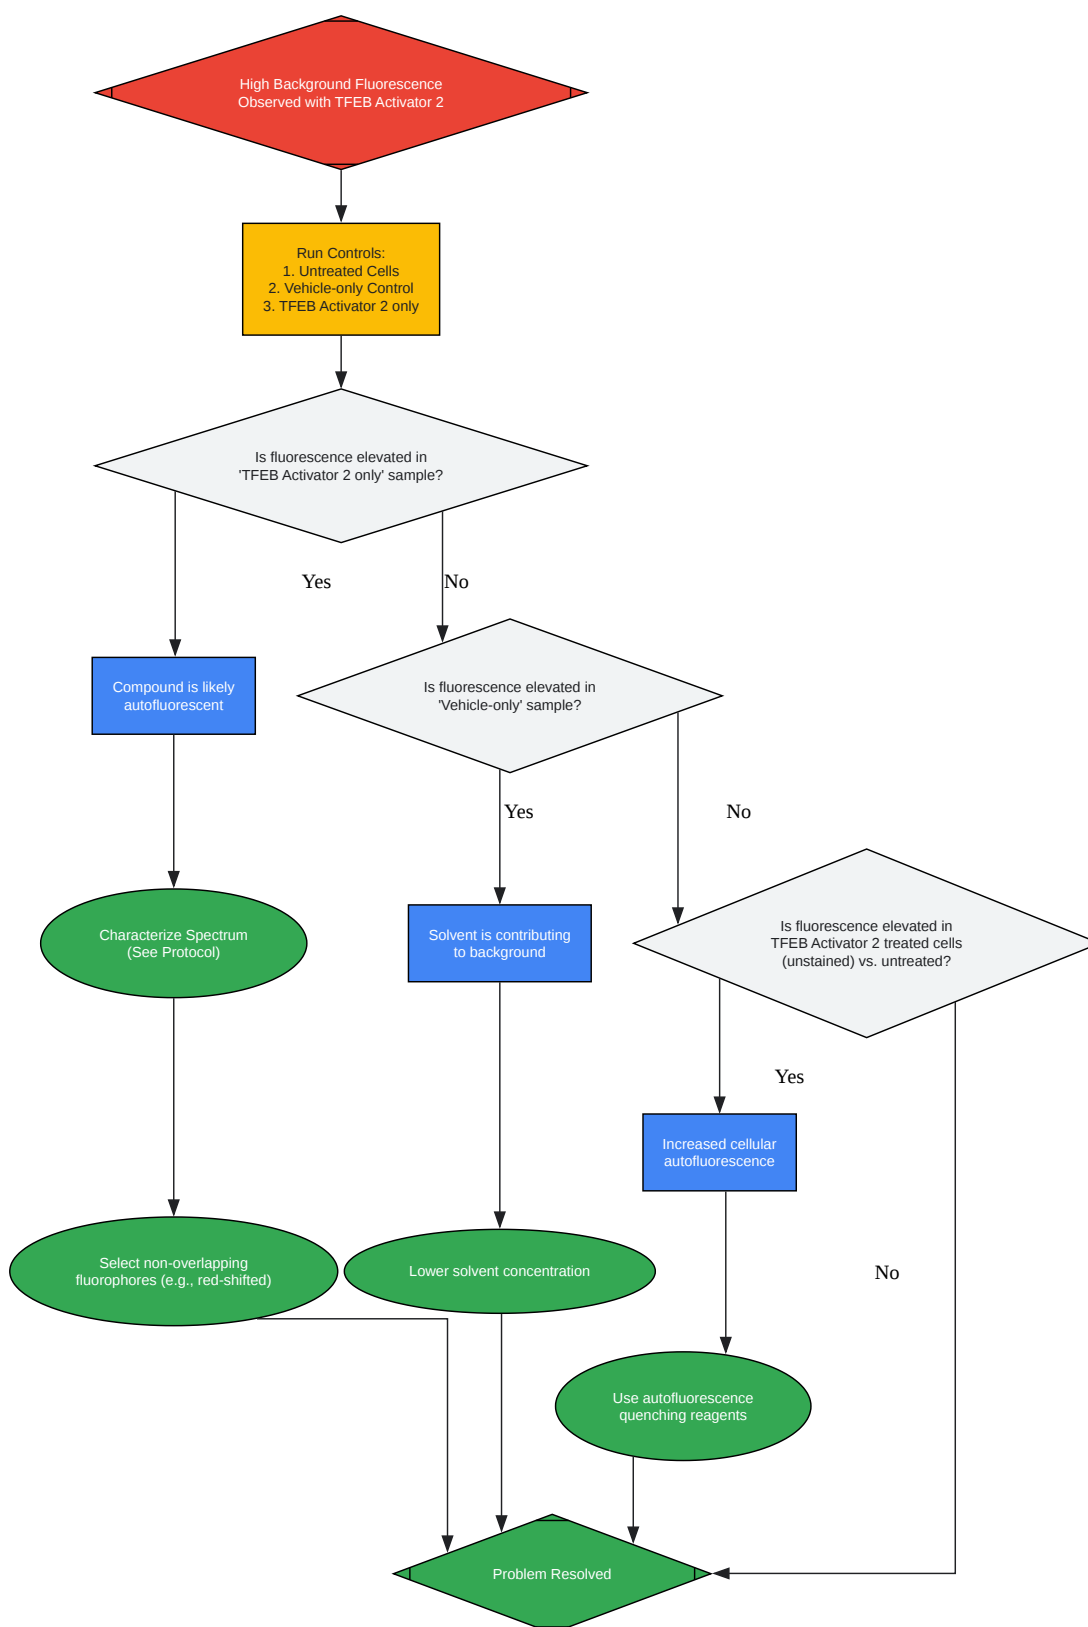 High Background Fluorescence
Observed with TFEB Activator 2
Run Controls:
1. Untreated Cells
2. Vehicle-only Control
3. TFEB Activator 2 only
Is fluorescence elevated in
'TFEB Activator 2 only' sample?
Yes
No
Compound is likely
autofluorescent
Is fluorescence elevated in
'Vehicle-only' sample?
Yes
No
Characterize Spectrum
(See Protocol)
Solvent is contributing
to background
Is fluorescence elevated in
TFEB Activator 2 treated cells
(unstained) vs. untreated?
Yes
Increased cellular
autofluorescence
Select non-overlapping
fluorophores (e.g., red-shifted)
Lower solvent concentration
No
Use autofluorescence
quenching reagents
Problem Resolved